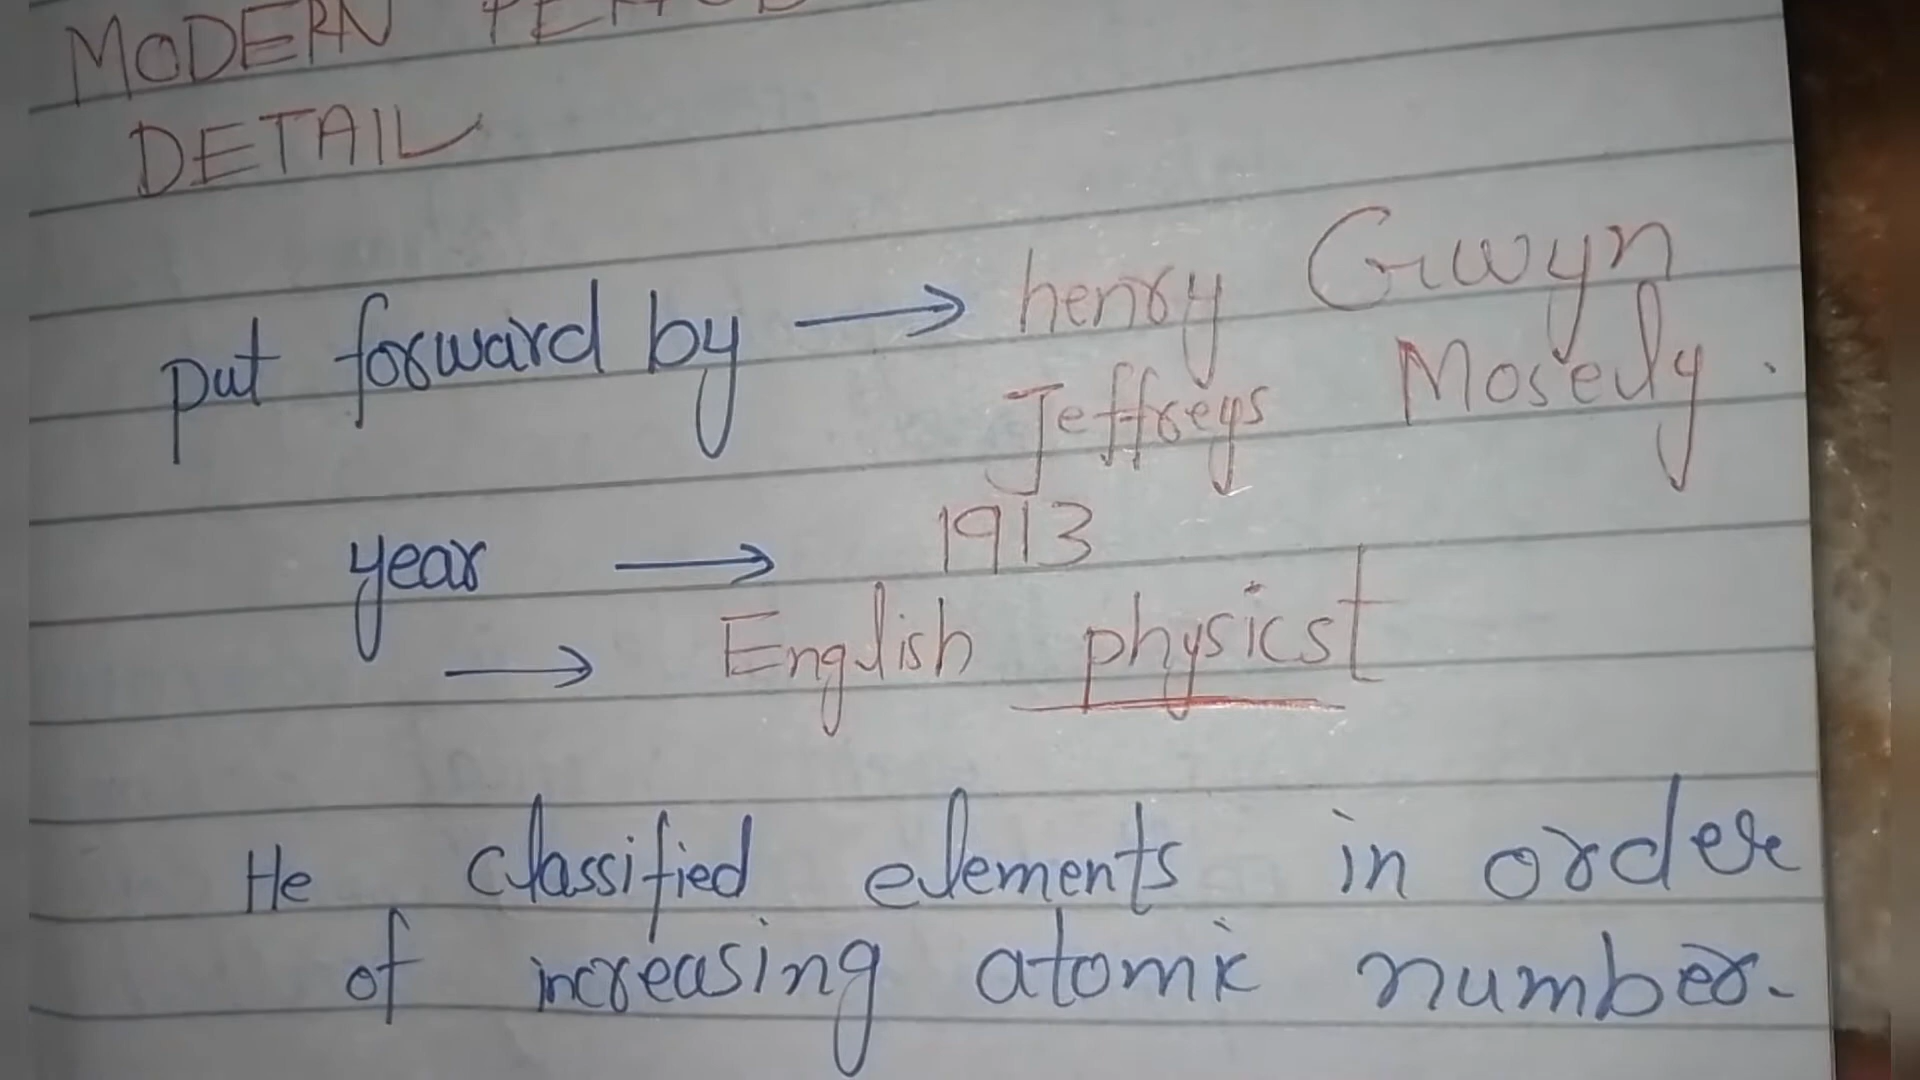 MODERN
DETAIL
put forward by → henry Gwyn
Jeffreys Mosely.
year → 1913
→ English physicst
He classified elements in order
of increasing atomic number.